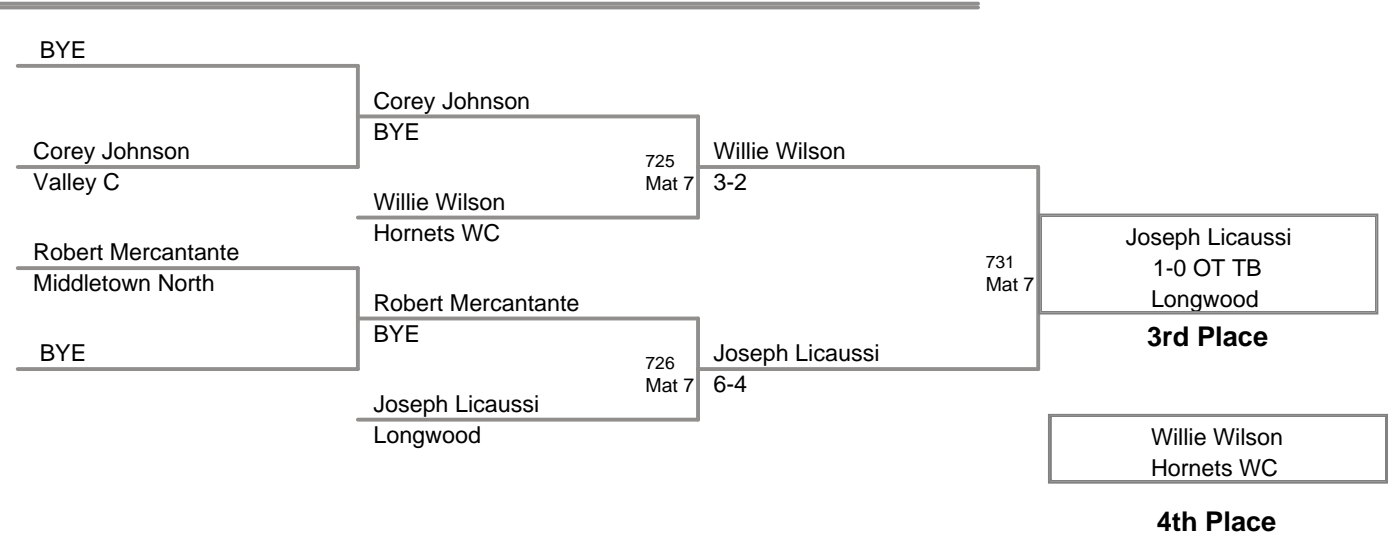 BYE
Corey Johnson
BYE
Corey Johnson
Valley C
725
Mat 7
Willie Wilson
3-2
Willie Wilson
Hornets WC
Robert Mercantante
Middletown North
731
Mat 7
Joseph Licaussi
1-0 OT TB
Longwood
3rd Place
Robert Mercantante
BYE
BYE
726
Mat 7
Joseph Licaussi
6-4
Joseph Licaussi
Longwood
Willie Wilson
Hornets WC
4th Place